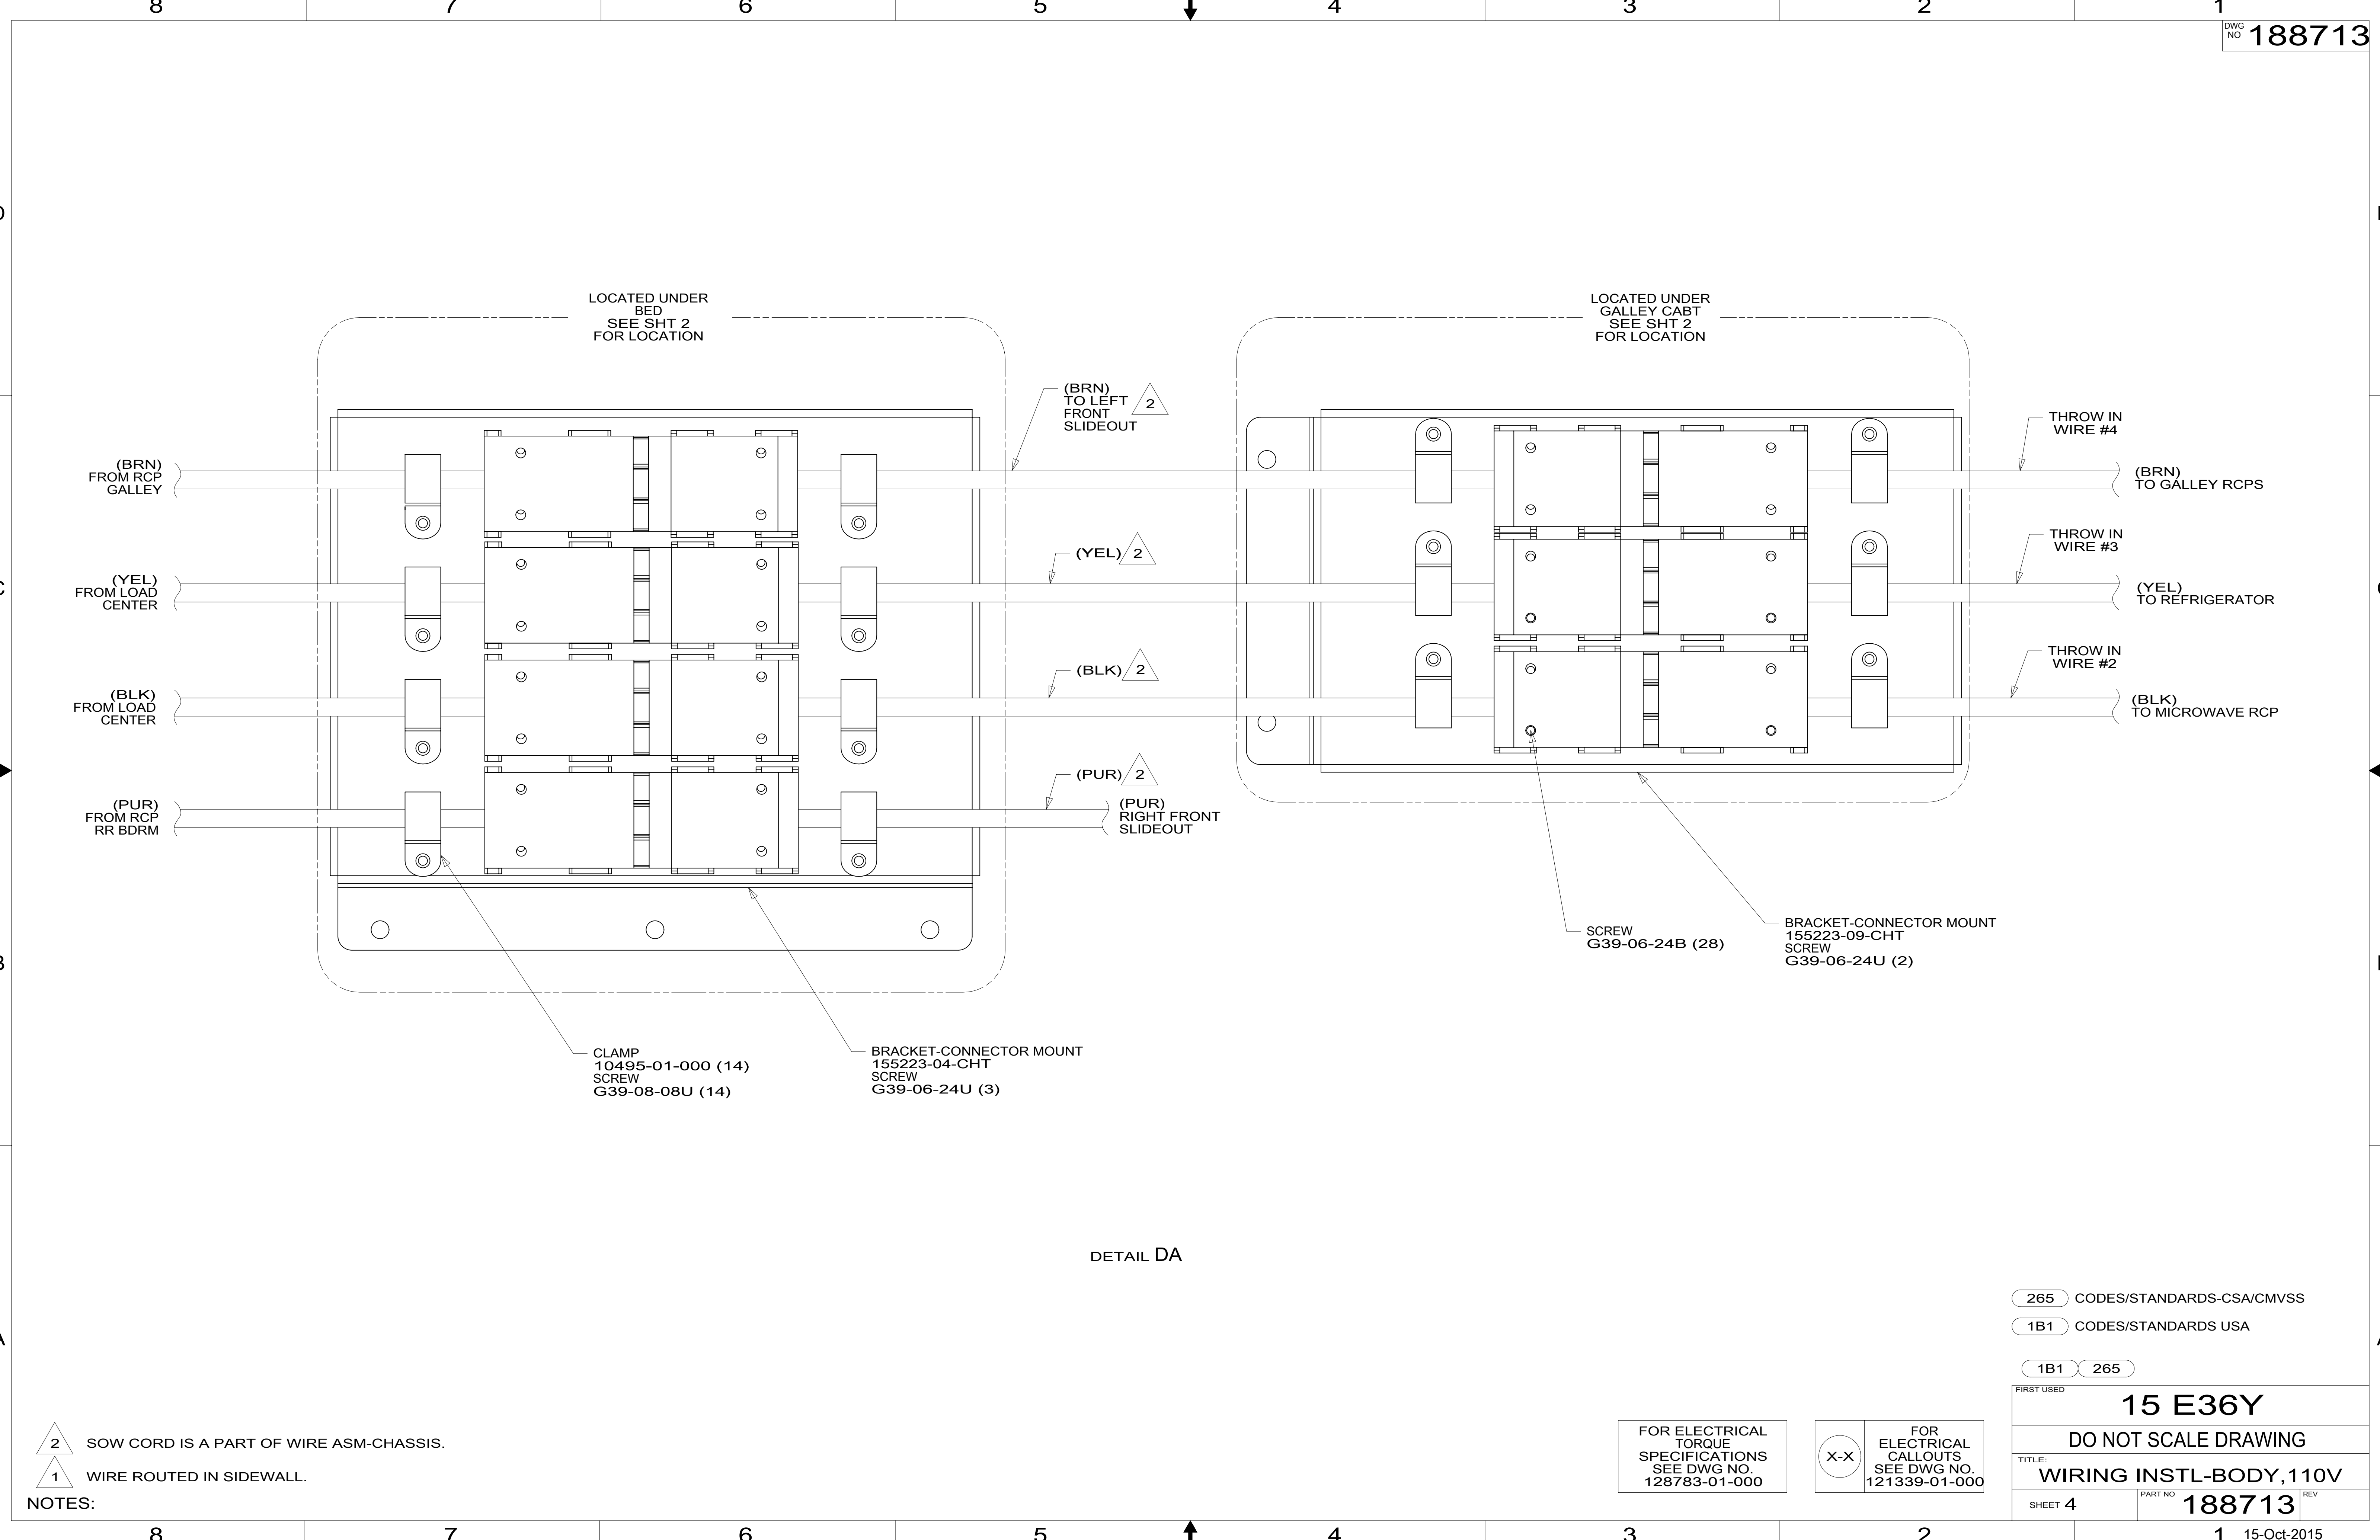 8 7 6 5 4 3 2 1
DWG
NO 188713
LOCATED UNDER
BED
SEE SHT 2
FOR LOCATION
LOCATED UNDER
GALLEY CABT
SEE SHT 2
FOR LOCATION
(BRN)
TO LEFT
FRONT
SLIDEOUT
2
THROW IN
WIRE #4
(BRN)
FROM RCP
GALLEY
(BRN)
TO GALLEY RCPS
(YEL) 2
THROW IN
WIRE #3
(YEL)
FROM LOAD
CENTER
(YEL)
TO REFRIGERATOR
(BLK) 2
THROW IN
WIRE #2
(BLK)
FROM LOAD
CENTER
(BLK)
TO MICROWAVE RCP
(PUR) 2
(PUR)
FROM RCP
RR BDRM
(PUR)
RIGHT FRONT
SLIDEOUT
SCREW
G39-06-24B (28)
BRACKET-CONNECTOR MOUNT
155223-09-CHT
SCREW
G39-06-24U (2)
CLAMP
10495-01-000 (14)
SCREW
G39-08-08U (14)
BRACKET-CONNECTOR MOUNT
155223-04-CHT
SCREW
G39-06-24U (3)
DETAIL DA
265 CODES/STANDARDS-CSA/CMVSS
1B1 CODES/STANDARDS USA
1B1 265
2 SOW CORD IS A PART OF WIRE ASM-CHASSIS.
1 WIRE ROUTED IN SIDEWALL.
NOTES:
FOR ELECTRICAL
TORQUE
SPECIFICATIONS
SEE DWG NO.
128783-01-000
X-X
FOR
ELECTRICAL
CALLOUTS
SEE DWG NO.
121339-01-000
FIRST USED
15 E36Y
DO NOT SCALE DRAWING
TITLE:
WIRING INSTL-BODY,110V
SHEET 4
PART NO 188713
REV
8 7 6 5 4 3 2 1
15-Oct-2015